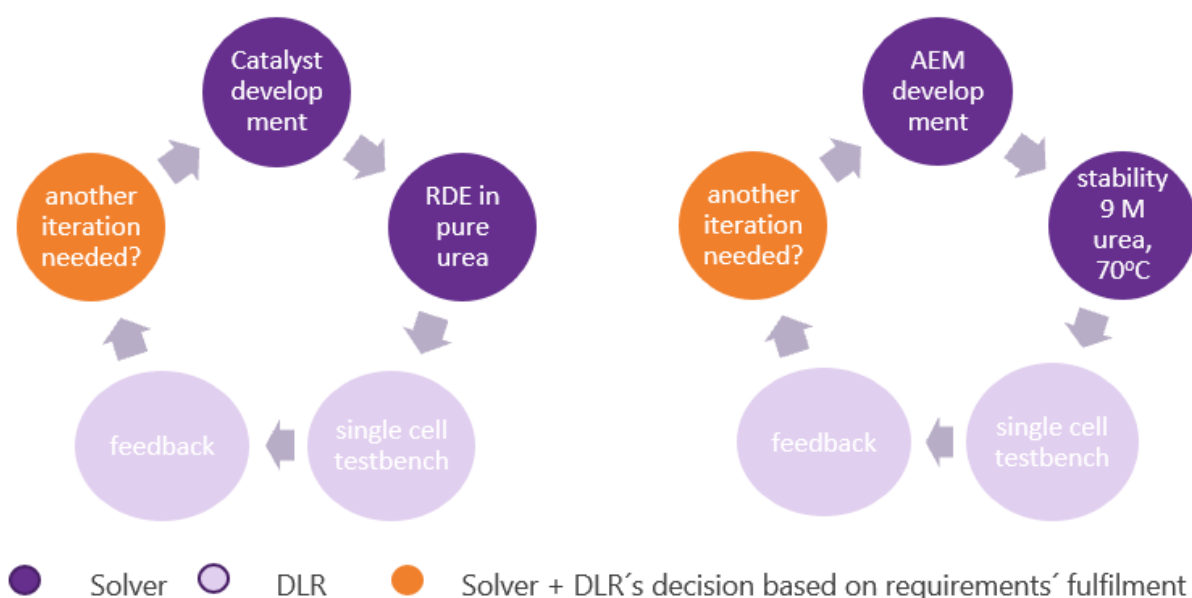 Catalyst
develop
ment
RDE in
pure
urea
single cell
testbench
feedback
another
iteration
needed?
AEM
develop
ment
stability
9 M
urea,
70ºC
single cell
testbench
feedback
another
iteration
needed?
Solver
DLR
Solver + DLR´s decision based on requirements´ fulfilment